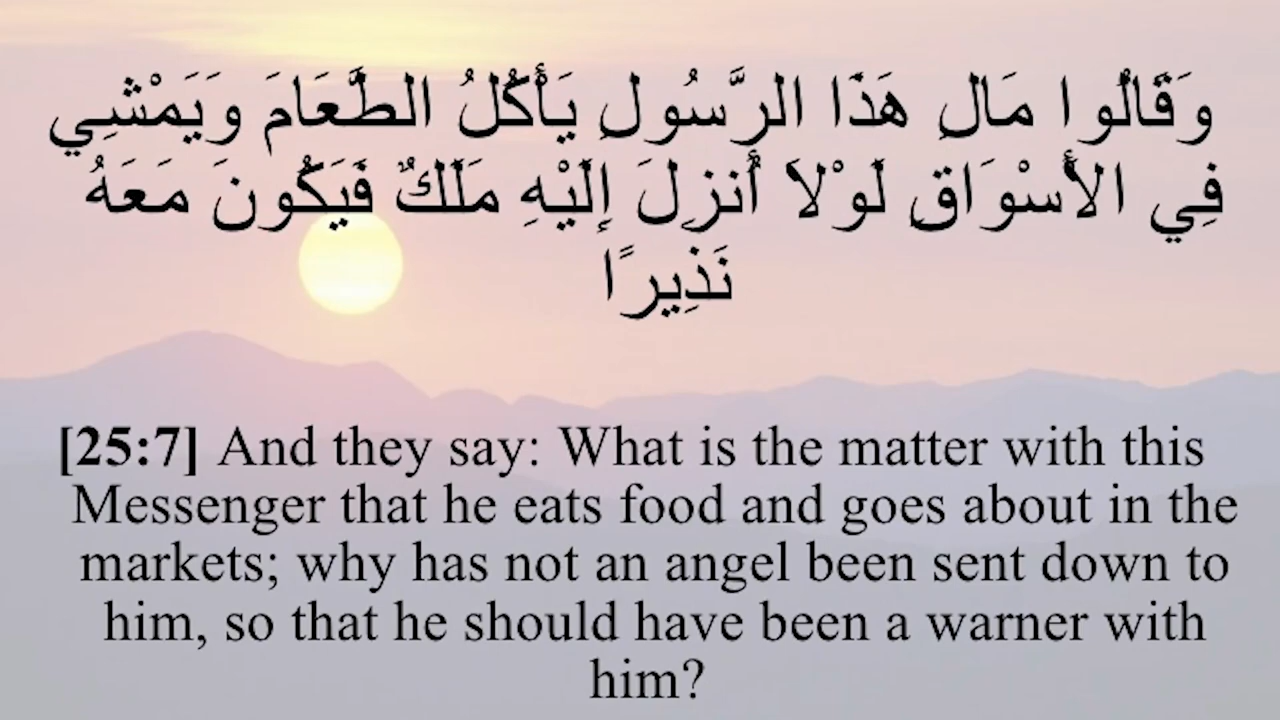 وَقَالُوا مَالِ هَذَا الرَّسُولِ يَأْكُلُ الطَّعَامَ وَيَمْشِي
فِي الأَسْوَاقِ لَوْلا أُنزِلَ إِلَيْهِ مَلَكٌ فَيَكُونَ مَعَهُ
نَذِيرًا
[25:7] And they say: What is the matter with this
Messenger that he eats food and goes about in the
markets; why has not an angel been sent down to
him, so that he should have been a warner with
him?